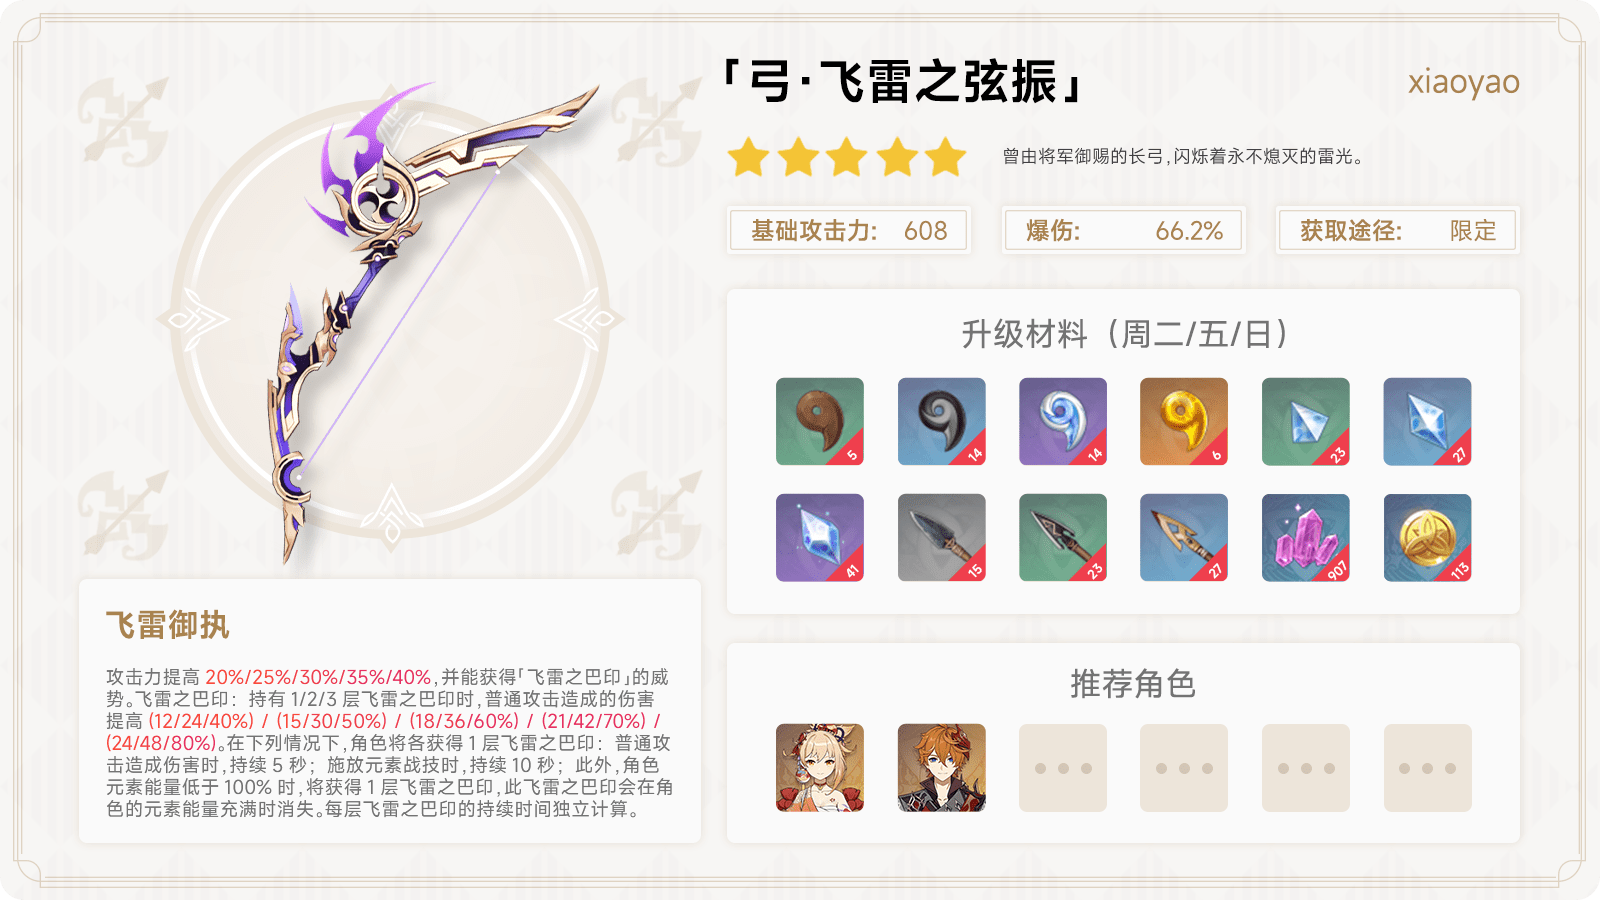 「弓·飞雷之弦振」
xiaoyao
曾由将军御赐的长弓,闪烁着永不熄灭的雷光。
基础攻击力: 608
爆伤: 66.2%
获取途径: 限定
升级材料（周二/五/日）
5 14 14 6 23 27
41 15 23 27 907 113
飞雷御执
攻击力提高 20%/25%/30%/35%/40%,并能获得「飞雷之巴印」的威
势。飞雷之巴印：持有 1/2/3 层飞雷之巴印时,普通攻击造成的伤害
提高 (12/24/40%) / (15/30/50%) / (18/36/60%) / (21/42/70%) /
(24/48/80%)。在下列情况下,角色将各获得 1 层飞雷之巴印：普通攻
击造成伤害时,持续 5 秒；施放元素战技时,持续 10 秒；此外,角色
元素能量低于 100% 时,将获得 1 层飞雷之巴印,此飞雷之巴印会在角
色的元素能量充满时消失。每层飞雷之巴印的持续时间独立计算。
推荐角色